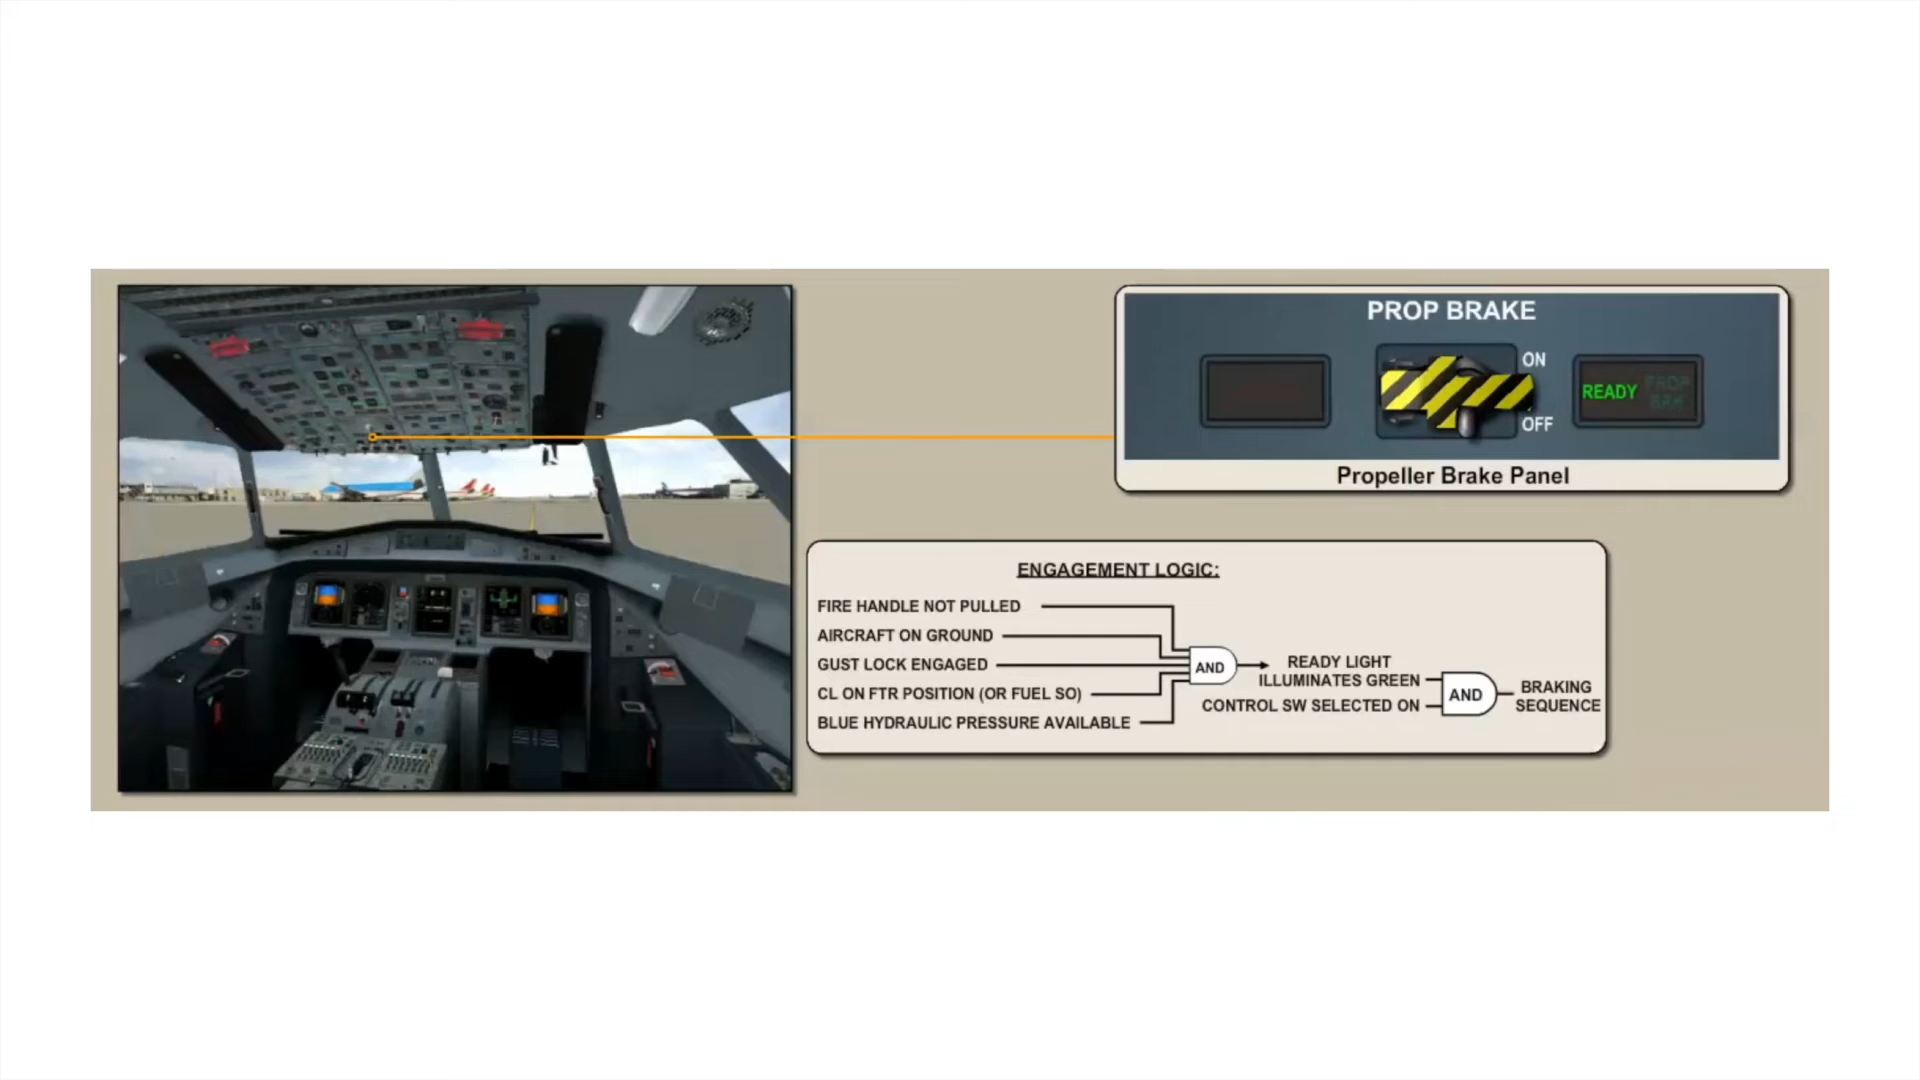 PROP BRAKE
ON
READY PROP
BRK
OFF
Propeller Brake Panel
ENGAGEMENT LOGIC:
FIRE HANDLE NOT PULLED
AIRCRAFT ON GROUND
GUST LOCK ENGAGED
CL ON FTR POSITION (OR FUEL SO)
BLUE HYDRAULIC PRESSURE AVAILABLE
AND
READY LIGHT
ILLUMINATES GREEN
CONTROL SW SELECTED ON
AND
BRAKING
SEQUENCE